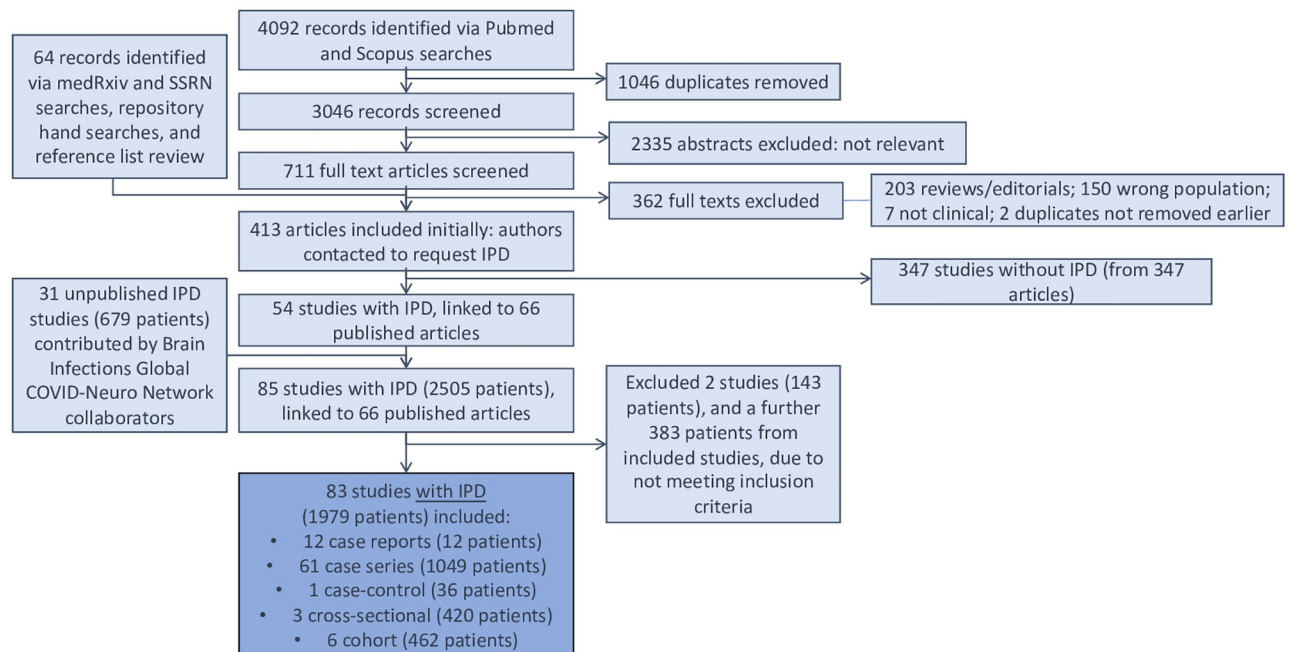 4092 records identified via Pubmed
and Scopus searches
64 records identified
via medRxiv and SSRN
searches, repository
hand searches, and
reference list review
1046 duplicates removed
3046 records screened
2335 abstracts excluded: not relevant
711 full text articles screened
362 full texts excluded
203 reviews/editorials; 150 wrong population;
7 not clinical; 2 duplicates not removed earlier
413 articles included initially: authors
contacted to request IPD
347 studies without IPD (from 347
articles)
31 unpublished IPD
studies (679 patients)
contributed by Brain
Infections Global
COVID-Neuro Network
collaborators
54 studies with IPD, linked to 66
published articles
85 studies with IPD (2505 patients),
linked to 66 published articles
Excluded 2 studies (143
patients), and a further
383 patients from
included studies, due to
not meeting inclusion
criteria
83 studies with IPD
(1979 patients) included:
• 12 case reports (12 patients)
• 61 case series (1049 patients)
• 1 case-control (36 patients)
• 3 cross-sectional (420 patients)
• 6 cohort (462 patients)